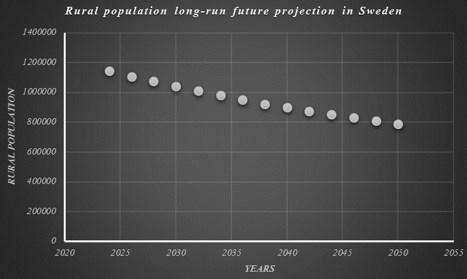 Rural population long-run future projection in Sweden
1400000
1200000
1000000
800000
600000
400000
200000
0
RURAL POPULATION
2020 2025 2030 2035 2040 2045 2050 2055
YEARS